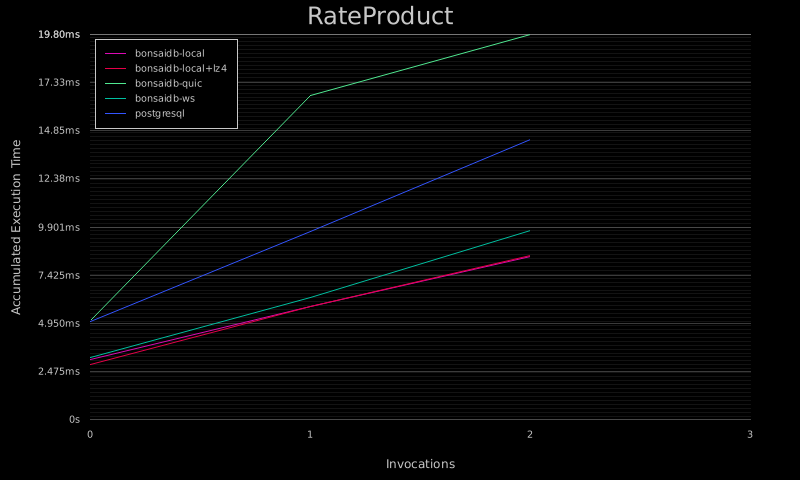 RateProduct
19.80ms
17.33ms
14.85ms
12.38ms
9.901ms
7.425ms
4.950ms
2.475ms
0s
bonsaidb-local
bonsaidb-local+lz4
bonsaidb-quic
bonsaidb-ws
postgresql
Accumulated Execution Time
0 1 2 3
Invocations